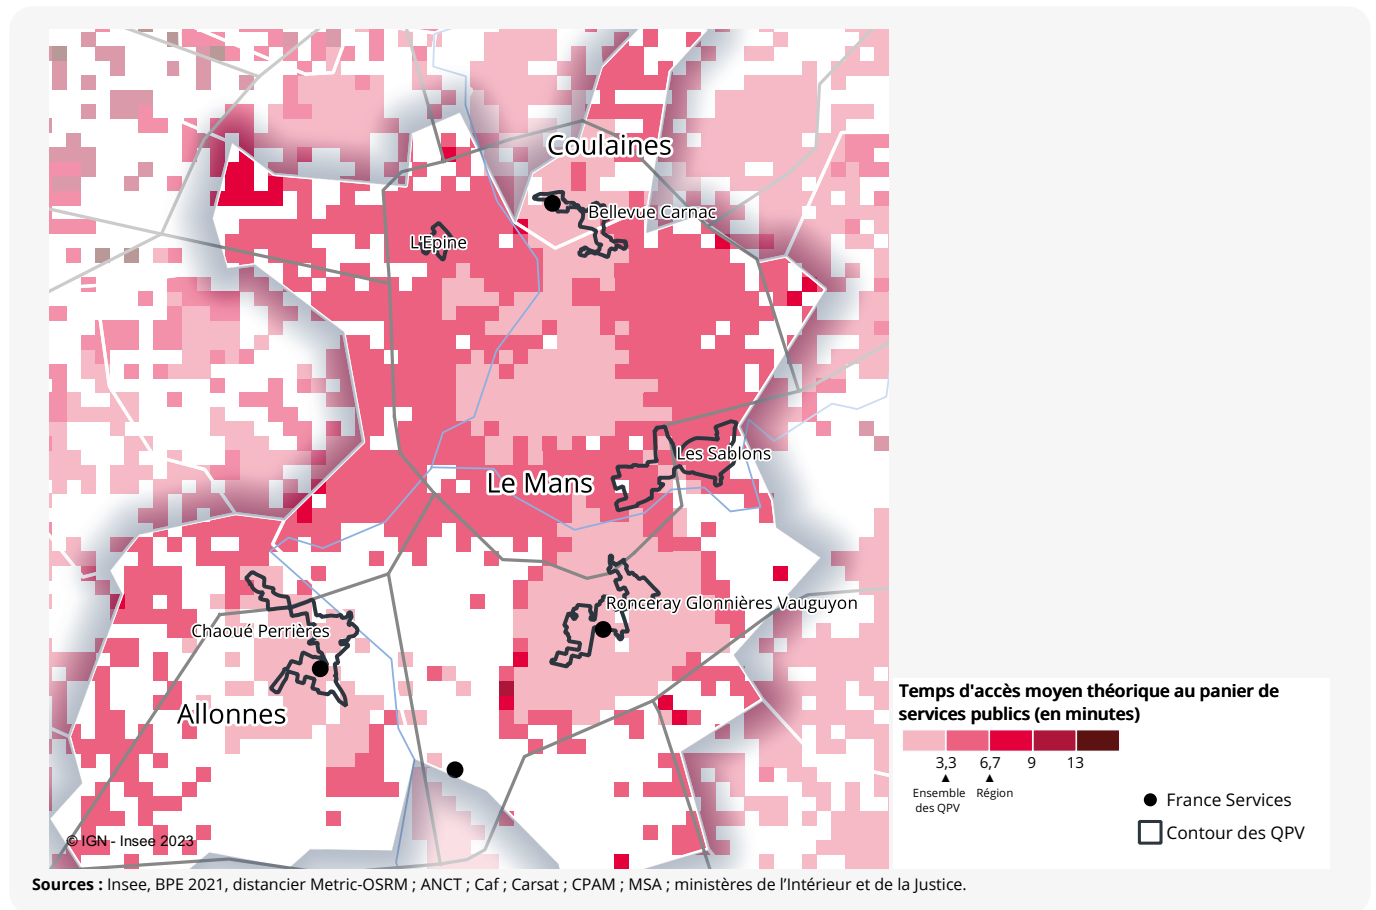 Coulaines
Bellevue Carnac
L'Epine
Les Sablons
Le Mans
Ronceray Glonnières Vauguyon
Chaoué Perrières
Allonnes
Temps d'accès moyen théorique au panier de
services publics (en minutes)
3,3 6,7 9 13
Ensemble
des QPV
Région
France Services
Contour des QPV
© IGN - Insee 2023
Sources : Insee, BPE 2021, distancier Metric-OSRM ; ANCT ; Caf ; Carsat ; CPAM ; MSA ; ministères de l’Intérieur et de la Justice.